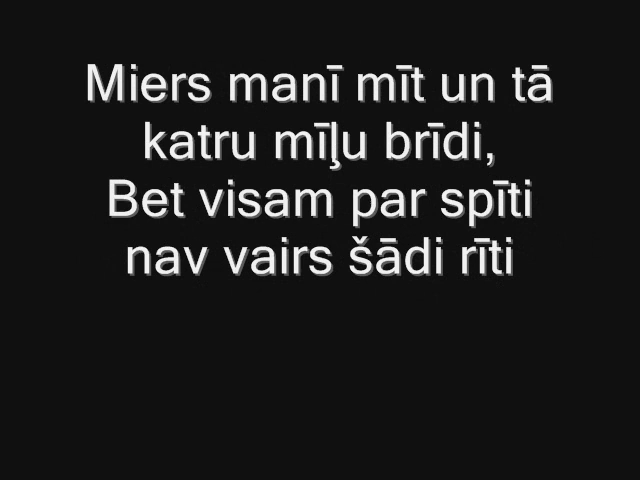 Miers manī mīt un tā
katru mīļu brīdi,
Bet visam par spīti
nav vairs šādi rīti